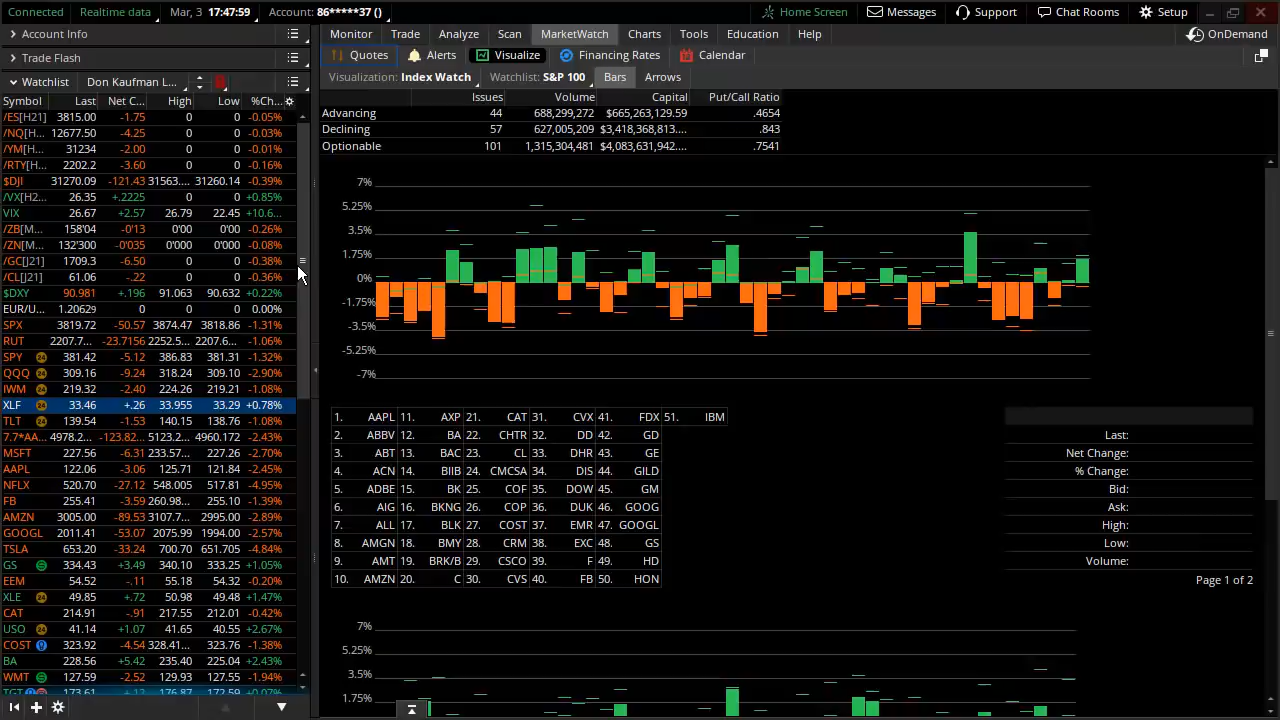 Connected Realtime data Mar, 3 17:47:59 Account: 86*****37 () Home Screen Messages Support Chat Rooms Setup
Account Info
Trade Flash
Watchlist Don Kaufman L...
Symbol Last Net C... High Low %Ch...
/ES[H21] 3815.00 -1.75 0 0 -0.05%
/NQ[H... 12677.50 -4.25 0 0 -0.03%
/YM[H... 31234 -2.00 0 0 -0.01%
/RTY[H... 2202.2 -3.60 0 0 -0.16%
$DJI 31270.09 -121.43 31563.... 31260.14 -0.39%
/VX[H2... 26.35 +.2225 0 0 +0.85%
VIX 26.67 +2.57 26.79 22.45 +10.6...
/ZB[M... 158'04 -0'13 0'00 0'00 -0.26%
/ZN[M... 132'300 -0'035 0'000 0'000 -0.08%
/GC[J21] 1709.3 -6.50 0 0 -0.38%
/CL[J21] 61.06 -.22 0 0 -0.36%
$DXY 90.981 +.196 91.063 90.632 +0.22%
EUR/U... 1.20629 0 0 0 0.00%
SPX 3819.72 -50.57 3874.47 3818.86 -1.31%
RUT 2207.7... -23.7156 2252.5... 2207.6... -1.06%
SPY 24 381.42 -5.12 386.83 381.31 -1.32%
QQQ 24 309.16 -9.24 318.24 309.10 -2.90%
IWM 24 219.32 -2.40 224.26 219.21 -1.08%
XLF 24 33.46 +.26 33.955 33.29 +0.78%
TLT 24 139.54 -1.53 140.15 138.76 -1.08%
7.7*AA... 4978.2... -123.82... 5123.2... 4960.172 -2.43%
MSFT 227.56 -6.31 233.57... 227.26 -2.70%
AAPL 122.06 -3.06 125.71 121.84 -2.45%
NFLX 520.70 -27.12 548.005 517.81 -4.95%
FB 255.41 -3.59 260.98... 255.10 -1.39%
AMZN 3005.00 -89.53 3107.7... 2995.00 -2.89%
GOOGL 2011.41 -53.07 2075.99 1994.00 -2.57%
TSLA 653.20 -33.24 700.70 651.705 -4.84%
GS 334.43 +3.49 340.10 333.25 +1.05%
EEM 54.52 -.11 55.18 54.32 -0.20%
XLE 24 49.85 +.72 50.98 49.48 +1.47%
CAT 214.91 -.91 217.55 212.01 -0.42%
USO 24 41.14 +1.07 41.65 40.55 +2.67%
COST 323.92 -4.54 328.41... 323.76 -1.38%
BA 228.56 +5.42 235.40 225.04 +2.43%
WMT 127.59 -2.52 129.93 127.55 -1.94%
TGT 173.61 +.12 176.87 172.59 +0.07%
Monitor Trade Analyze Scan MarketWatch Charts Tools Education Help OnDemand
Quotes Alerts Visualize Financing Rates Calendar
Visualization: Index Watch Watchlist: S&P 100 Bars Arrows
Issues Volume Capital Put/Call Ratio
Advancing 44 688,299,272 $665,263,129.59 .4654
Declining 57 627,005,209 $3,418,368,813.... .843
Optionable 101 1,315,304,481 $4,083,631,942.... .7541
7%
5.25%
3.5%
1.75%
0%
-1.75%
-3.5%
-5.25%
-7%
1. AAPL 11. AXP 21. CAT 31. CVX 41. FDX 51. IBM
2. ABBV 12. BA 22. CHTR 32. DD 42. GD
3. ABT 13. BAC 23. CL 33. DHR 43. GE
4. ACN 14. BIIB 24. CMCSA 34. DIS 44. GILD
5. ADBE 15. BK 25. COF 35. DOW 45. GM
6. AIG 16. BKNG 26. COP 36. DUK 46. GOOG
7. ALL 17. BLK 27. COST 37. EMR 47. GOOGL
8. AMGN 18. BMY 28. CRM 38. EXC 48. GS
9. AMT 19. BRK/B 29. CSCO 39. F 49. HD
10. AMZN 20. C 30. CVS 40. FB 50. HON
Last:
Net Change:
% Change:
Bid:
Ask:
High:
Low:
Volume:
Page 1 of 2
7%
5.25%
3.5%
1.75%